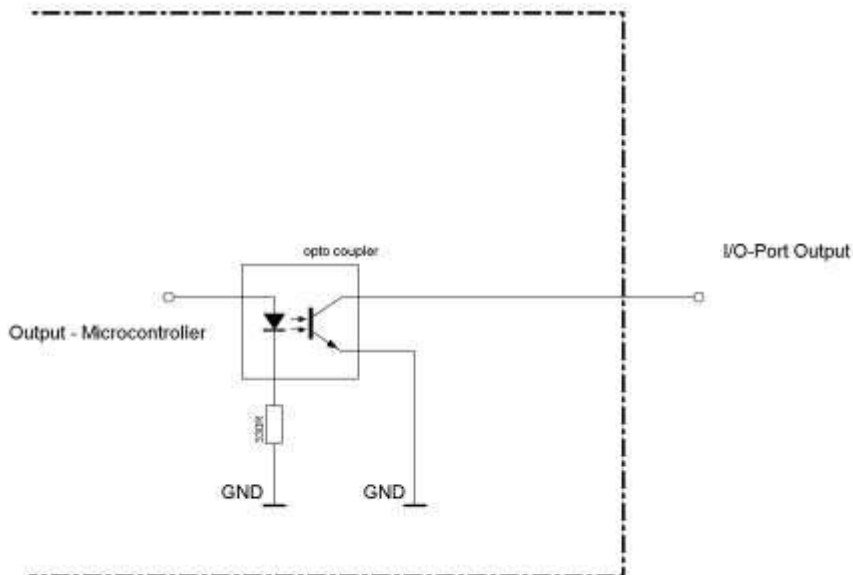 opto coupler
I/O-Port Output
Output - Microcontroller
330R
GND
GND